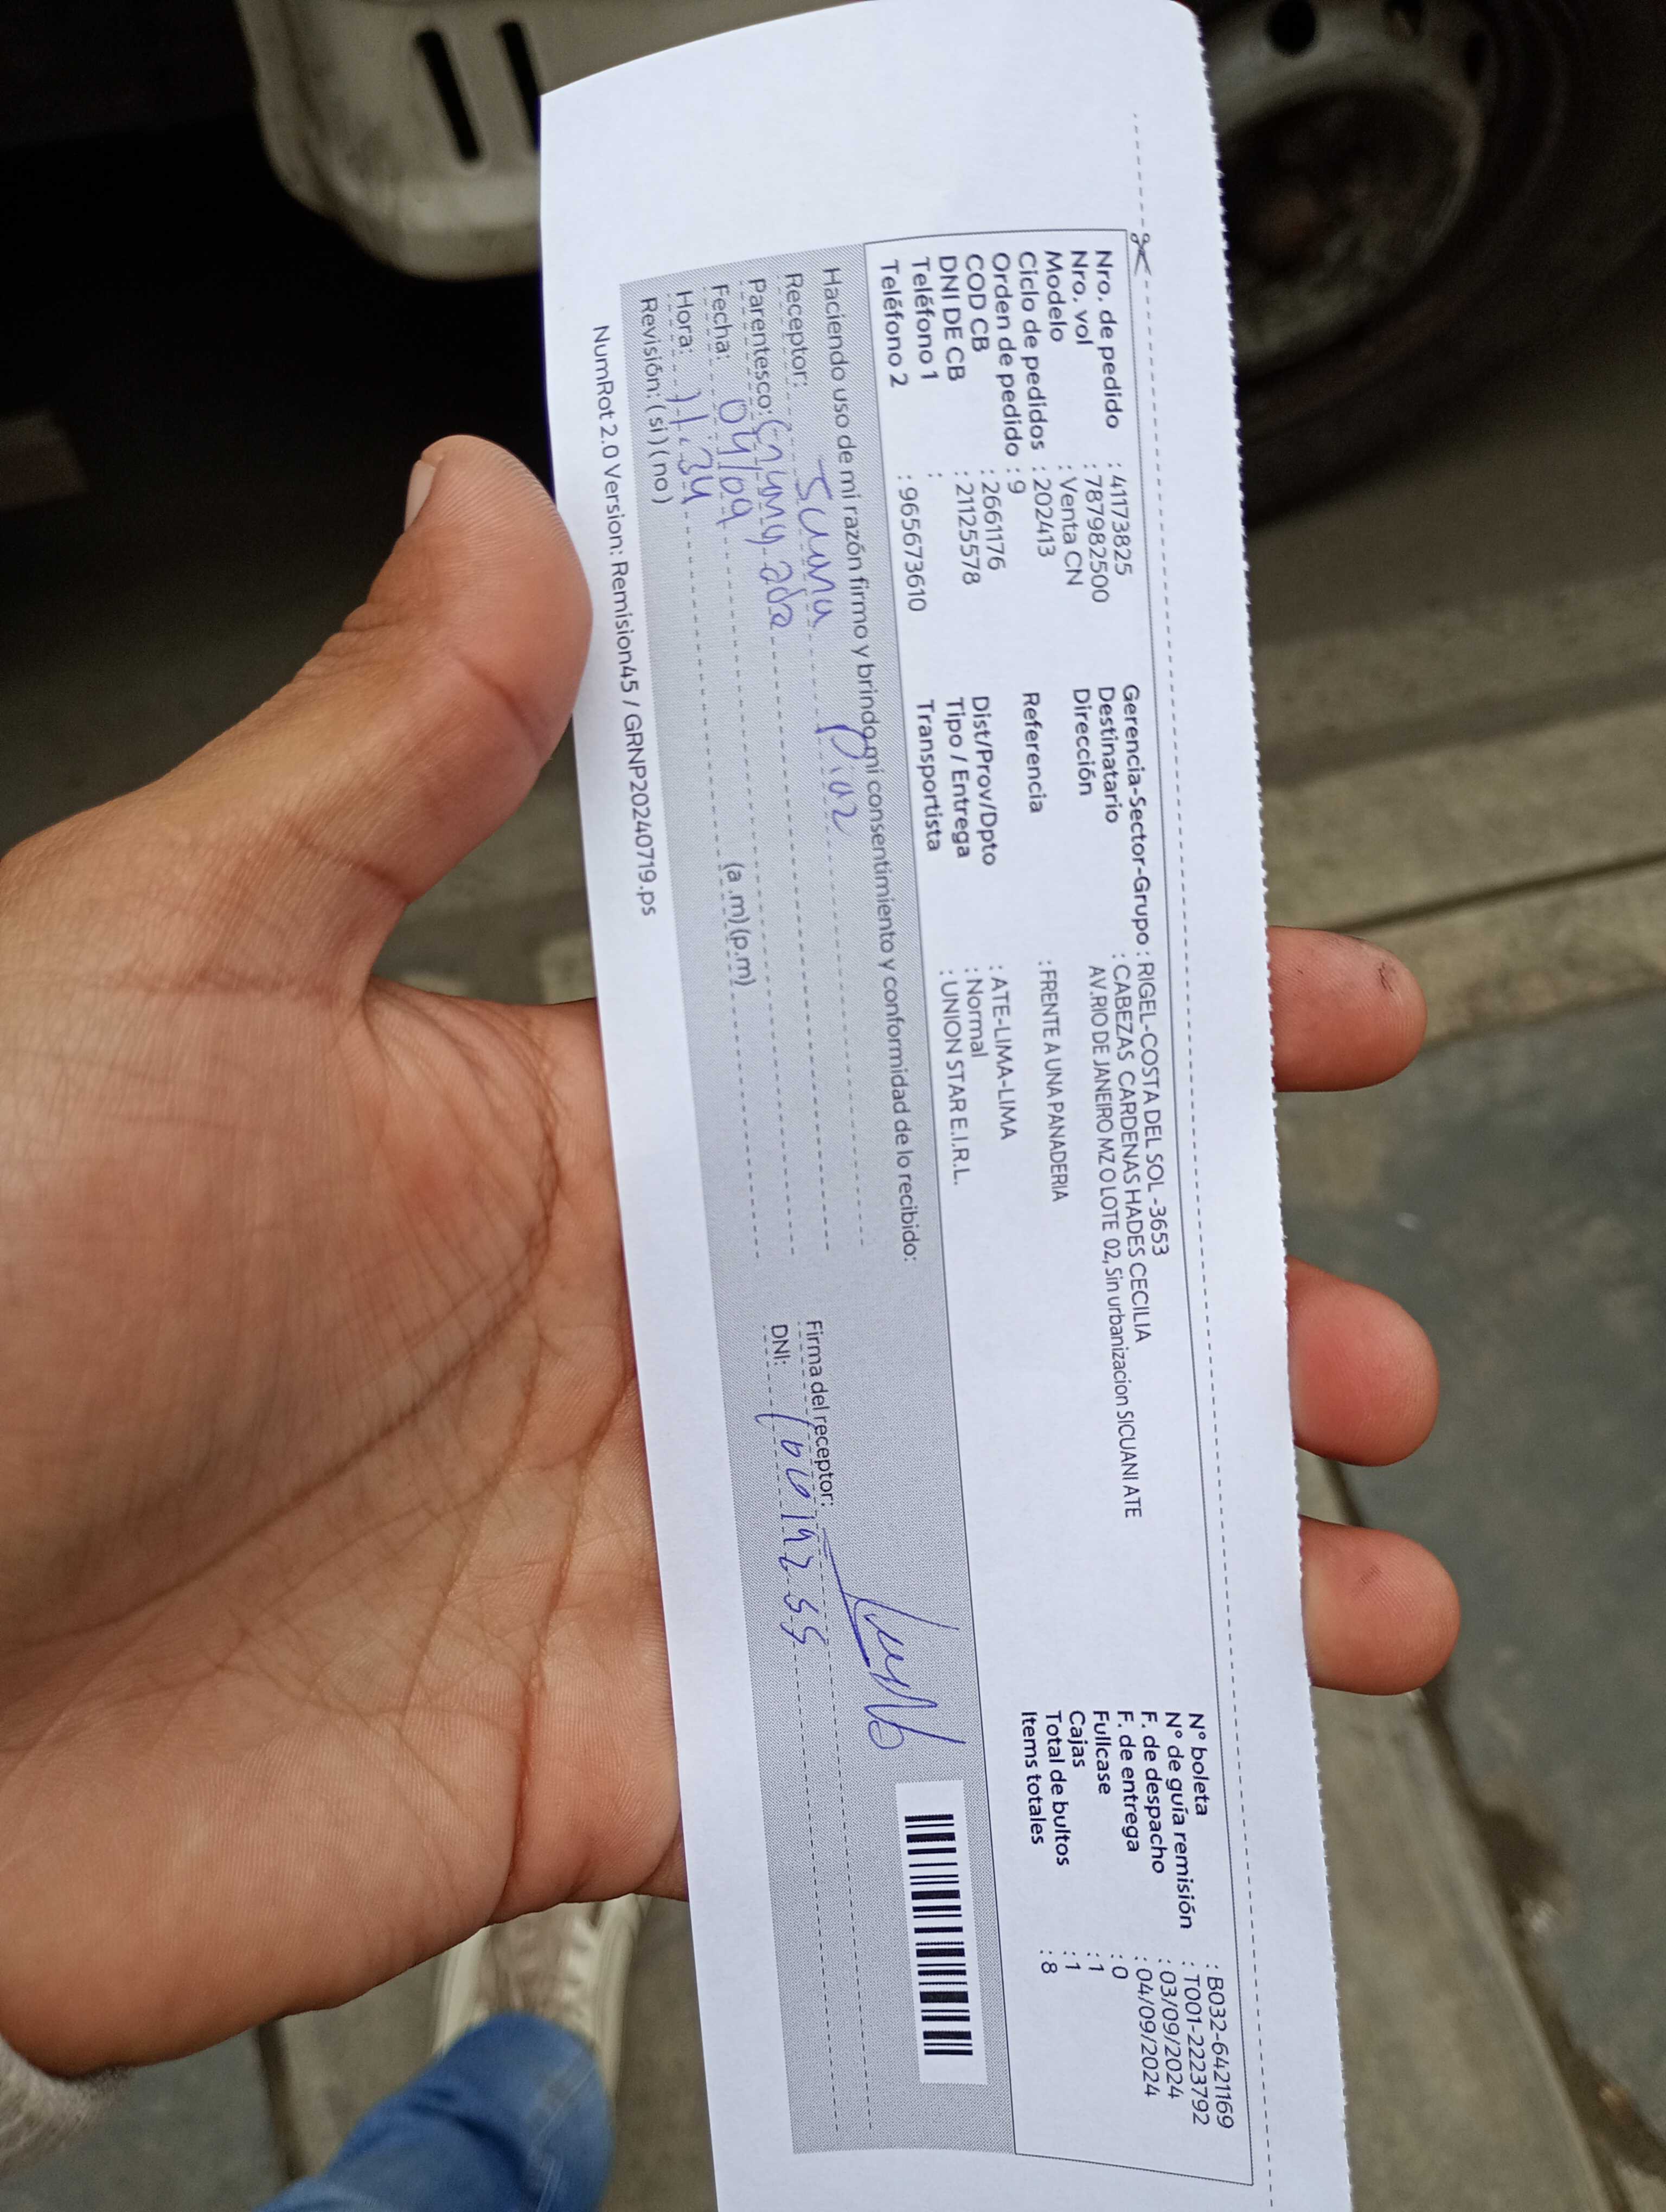 Nro. de pedido : 411173825
Nro. vol : 787982500
Modelo : Venta CN
Ciclo de pedidos : 202413
Orden de pedido : 9
COD CB : 2661176
DNI DE CB : 21125578
Teléfono 1 :
Teléfono 2 : 965673610
Gerencia-Sector-Grupo : RIGEL-COSTA DEL SOL -3653
Destinatario : CABEZAS CARDENAS HADES CECILIA
Dirección AV.RIO DE JANEIRO MZ O LOTE 02, Sin urbanizacion SICUANI ATE
Referencia : FRENTE A UNA PANADERIA
Dist/Prov/Dpto : ATE-LIMA-LIMA
Tipo / Entrega : Normal
Transportista : UNION STAR E.I.R.L.
N° boleta : B032-6421169
N° de guía remisión : T001-2223792
F. de despacho : 03/09/2024
F. de entrega : 04/09/2024
Fullcase : 0
Cajas : 1
Total de bultos : 1
Items totales : 8
Haciendo uso de mi razón firmo y brindo mi consentimiento y conformidad de lo recibido:
Receptor:
Parentesco:
Fecha: 04/09
Hora: 11:34 (a .m) (p.m)
Revisión: ( si ) ( no )
Firma del receptor:
DNI:
NumRot 2.0 Version: Remision45 / GRNP20240719.ps